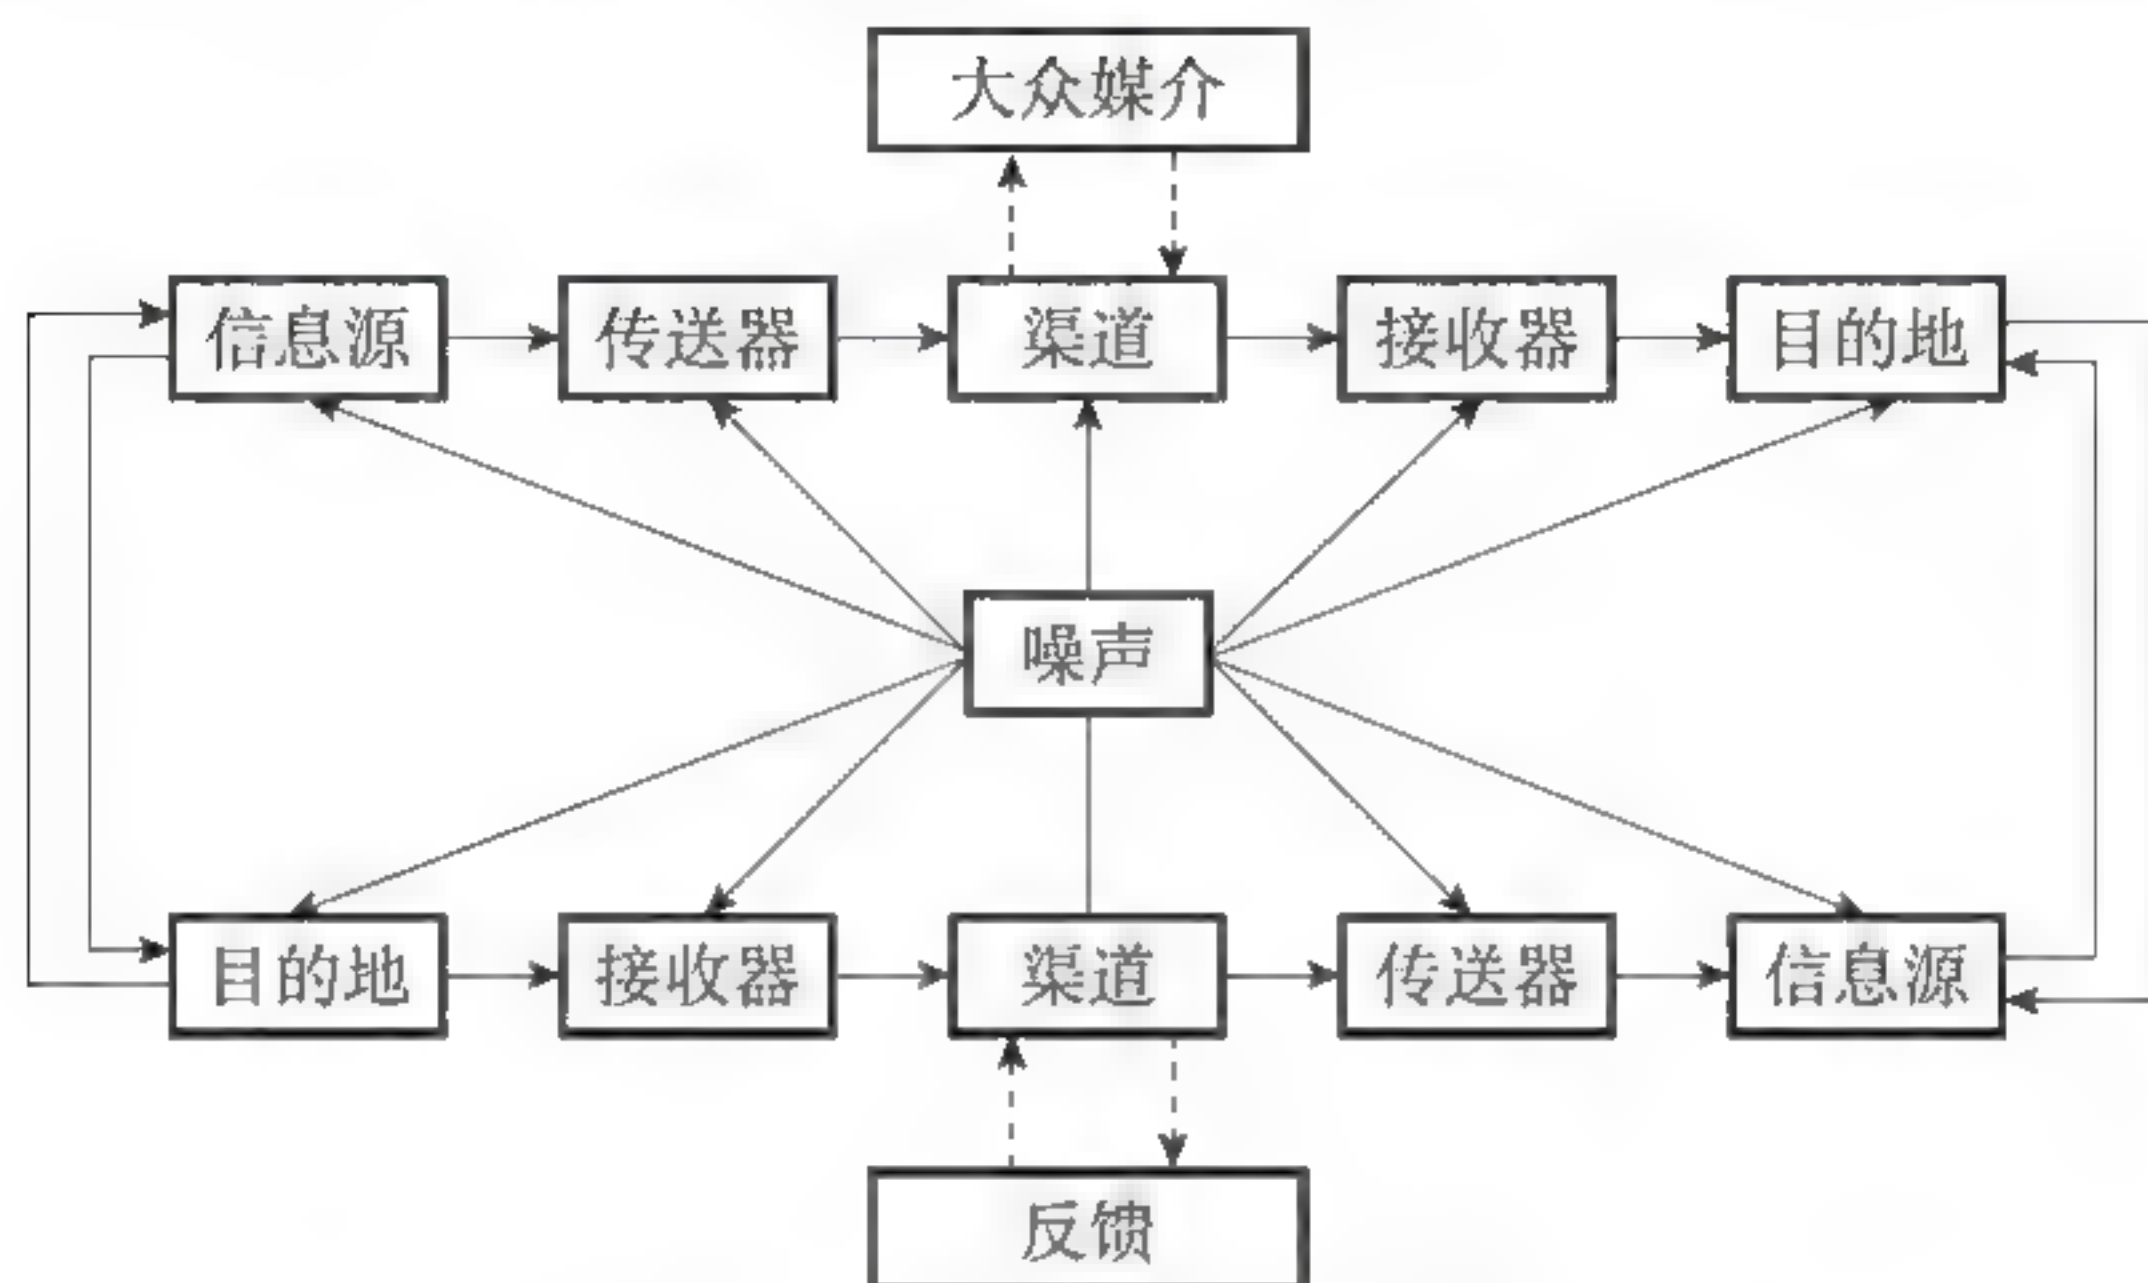 大众媒介
信息源 传送器 渠道 接收器 目的地
噪声
目的地 接收器 渠道 传送器 信息源
反馈